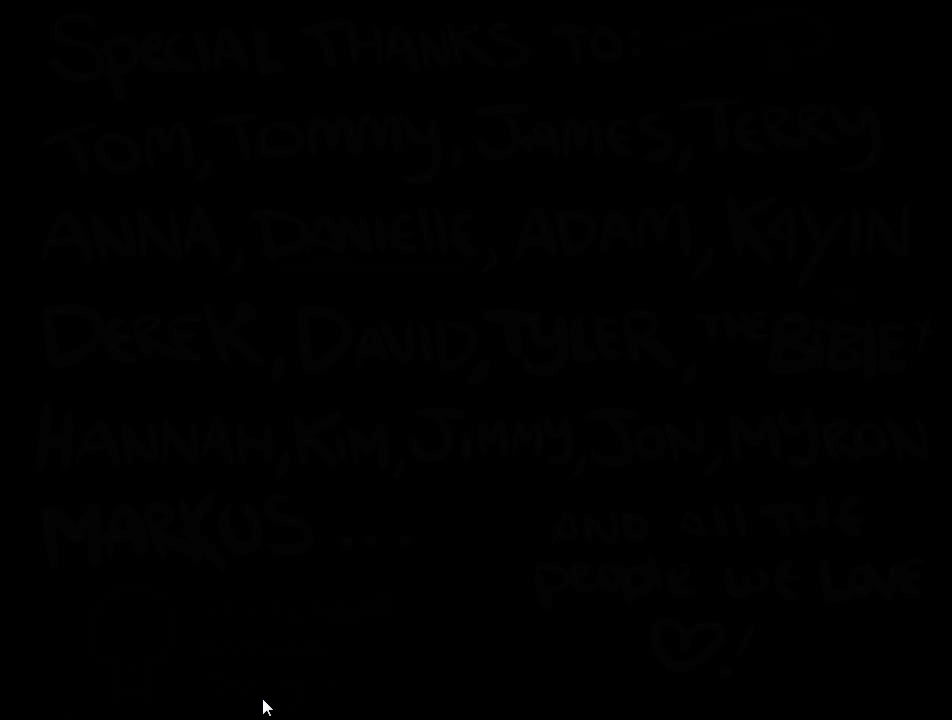 SPECIAL THANKS TO:
TOM, TOMMY, JAMES, TERRY
ANNA, DANIElle, ADAM, KAYIN
DEREK, DAVID, TYLER, THE BIBLE
HANNAH, KIM, JIMMY, JON, MYRON
MARKUS ...
AND All THE
people WE LOVE
♡!